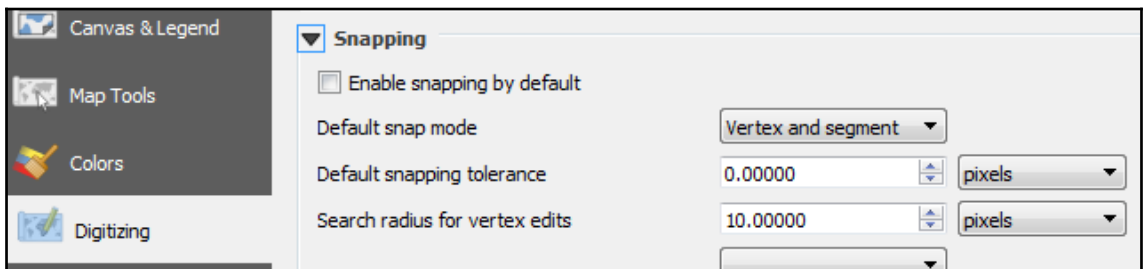 Canvas & Legend
Map Tools
Colors
Digitizing
Snapping
Enable snapping by default
Default snap mode Vertex and segment
Default snapping tolerance 0.00000 pixels
Search radius for vertex edits 10.00000 pixels